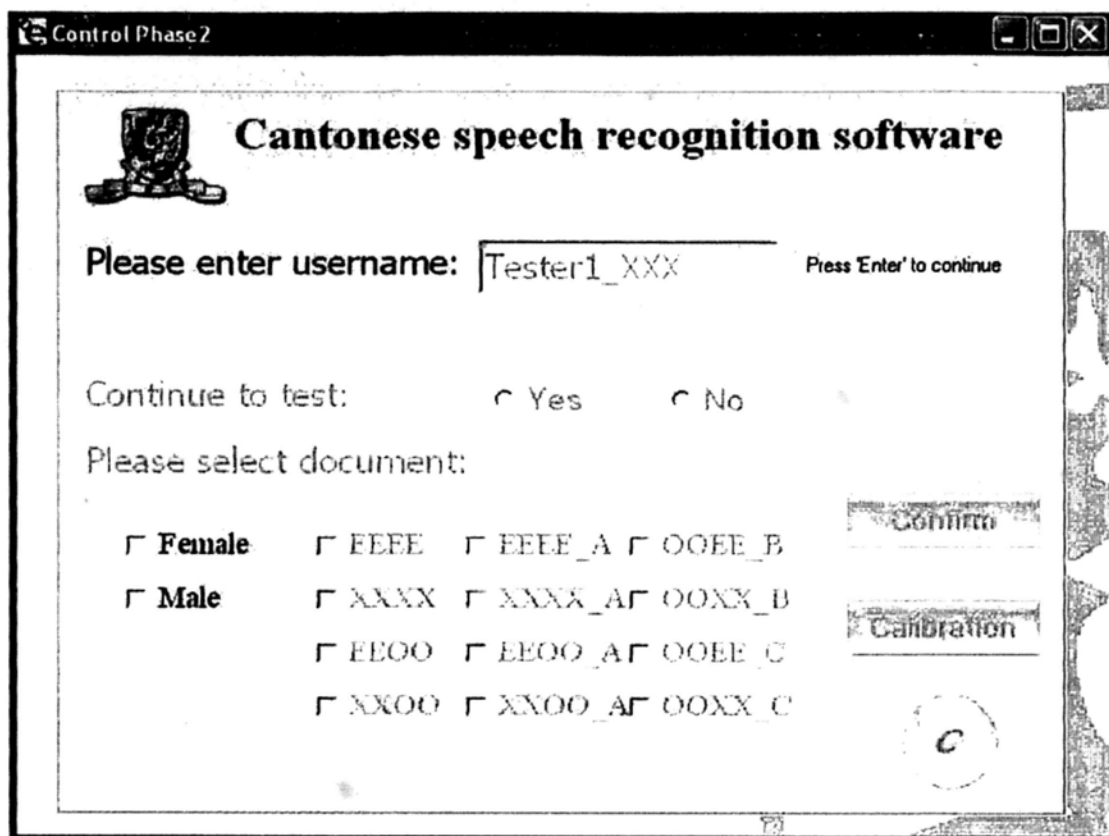 Control Phase2
Cantonese speech recognition software
Please enter username: Tester1_XXX Press 'Enter' to continue
Continue to test: Yes No
Please select document:
Confirm
Female EEEE EEEE_A OOEE_B
Male XXXX XXXX_A OOXX_B
Calibration
EEOO EEOO_A OOEE_C
XXOO XXOO_A OOXX_C
C